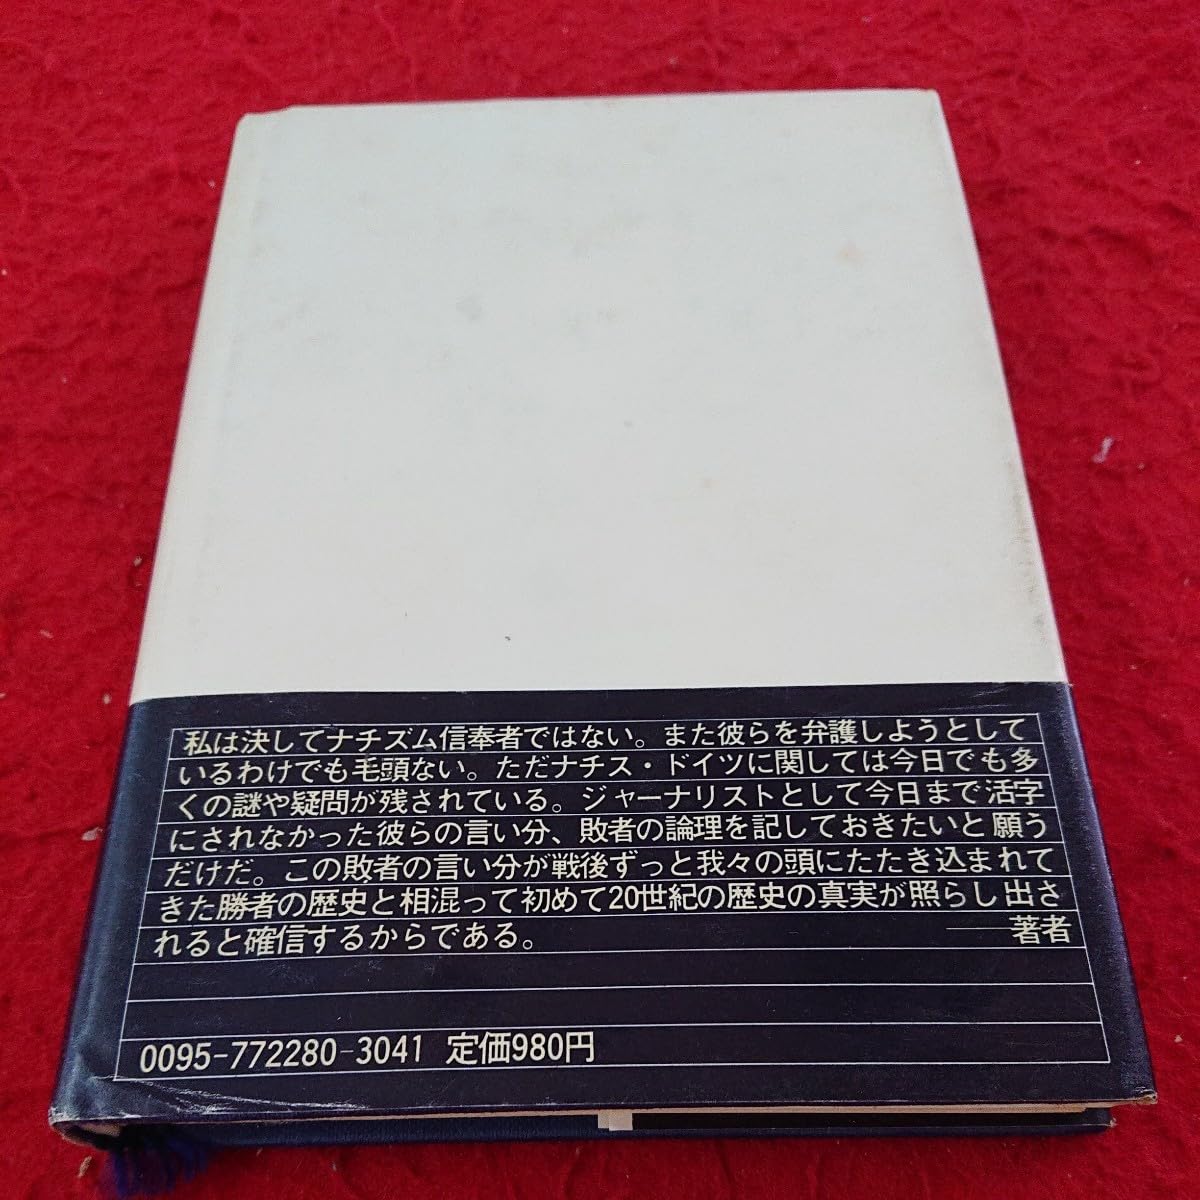 私は決してナチズム信奉者ではない。また彼らを弁護しようとして
いるわけでも毛頭ない。ただナチス・ドイツに関しては今日でも多
くの謎や疑問が残されている。ジャーナリストとして今日まで活字
にされなかった彼らの言い分、敗者の論理を記しておきたいと願う
だけだ。この敗者の言い分が戦後ずっと我々の頭にたたき込まれて
きた勝者の歴史と相混って初めて20世紀の歴史の真実が照らし出さ
れると確信するからである。 ──著者
0095-772280-3041 定価980円